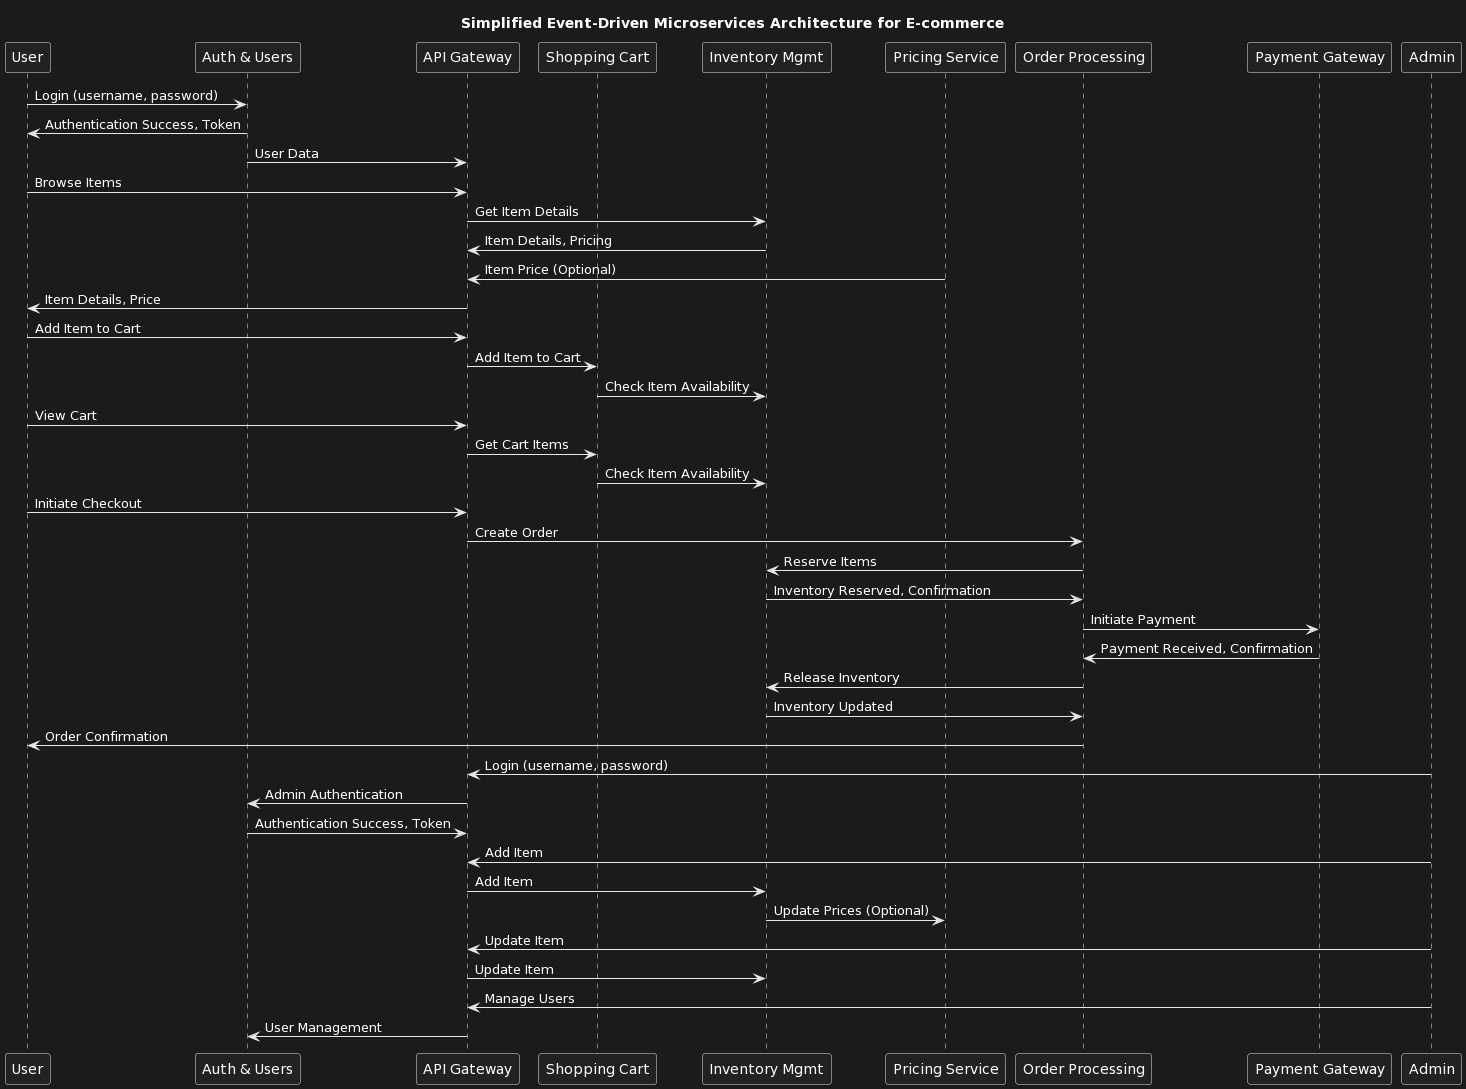 Simplified Event-Driven Microservices Architecture for E-commerce
User Auth & Users API Gateway Shopping Cart Inventory Mgmt Pricing Service Order Processing Payment Gateway Admin
Login (username, password)
Authentication Success, Token
User Data
Browse Items
Get Item Details
Item Details, Pricing
Item Price (Optional)
Item Details, Price
Add Item to Cart
Add Item to Cart
Check Item Availability
View Cart
Get Cart Items
Check Item Availability
Initiate Checkout
Create Order
Reserve Items
Inventory Reserved, Confirmation
Initiate Payment
Payment Received, Confirmation
Release Inventory
Inventory Updated
Order Confirmation
Login (username, password)
Admin Authentication
Authentication Success, Token
Add Item
Add Item
Update Prices (Optional)
Update Item
Update Item
Manage Users
User Management
User Auth & Users API Gateway Shopping Cart Inventory Mgmt Pricing Service Order Processing Payment Gateway Admin